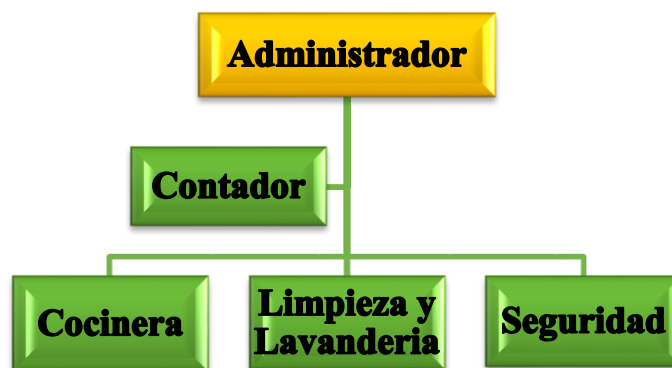 Administrador
Contador
Cocinera
Limpieza y
Lavanderia
Seguridad